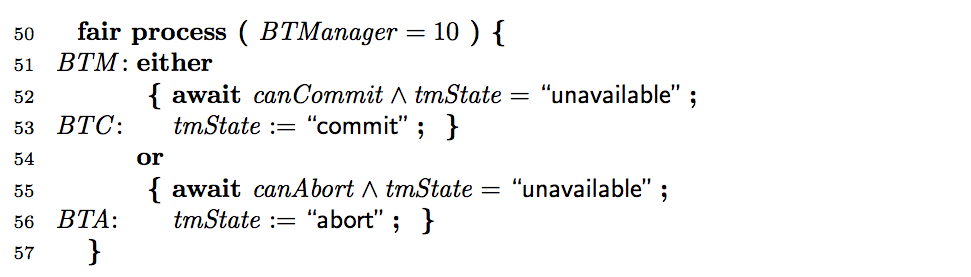 50 fair process ( BTManager = 10 ) {
51 BTM: either
52 { await canCommit ∧ tmState = “unavailable” ;
53 BTC: tmState := “commit” ; }
54 or
55 { await canAbort ∧ tmState = “unavailable” ;
56 BTA: tmState := “abort” ; }
57 }